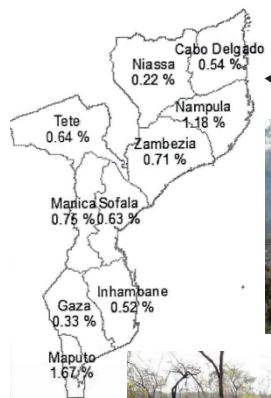 Cabo Delgado
0.54 %
Niassa
0.22 %
Nampula
1.18 %
Tete
0.64 %
Zambezia
0.71 %
Manica Sofala
0.75 % 0.63 %
Inhambane
0.52 %
Gaza
0.33 %
Maputo
1.67 %